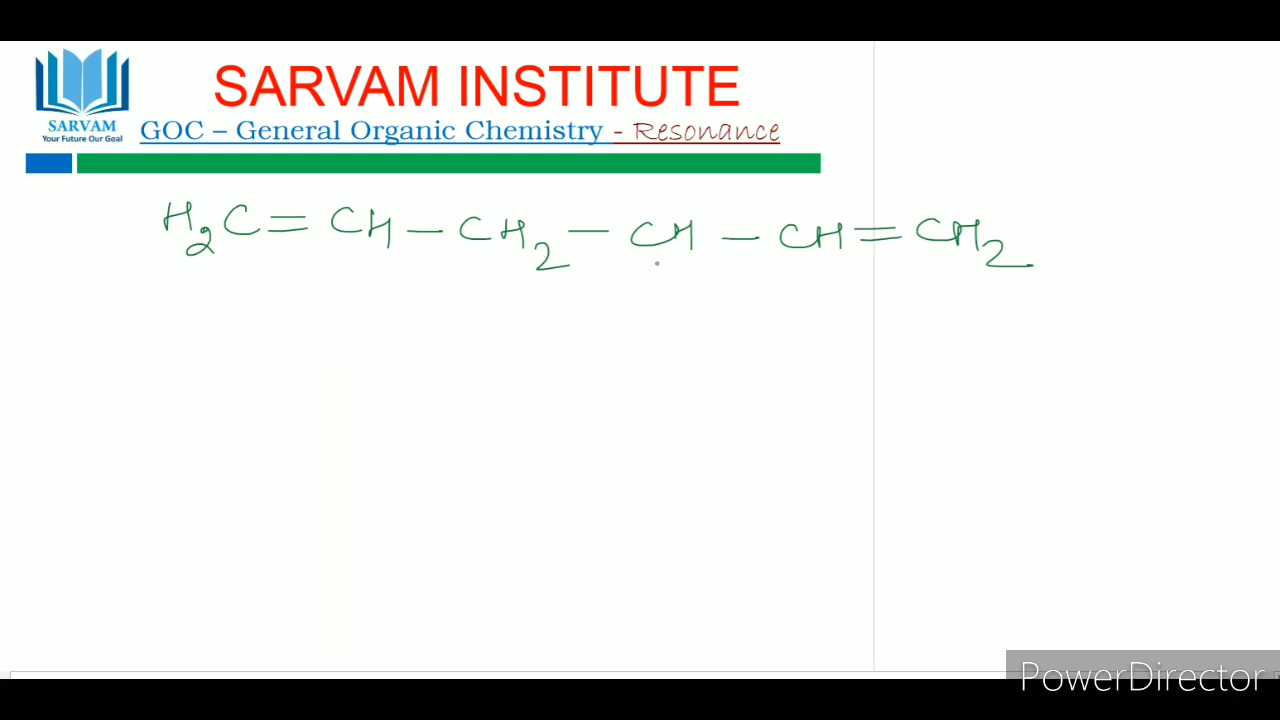 SARVAM INSTITUTE
SARVAM
Your Future Our Goal
GOC – General Organic Chemistry - Resonance
H₂C = CH – CH₂ – CH – CH = CH₂
PowerDirector